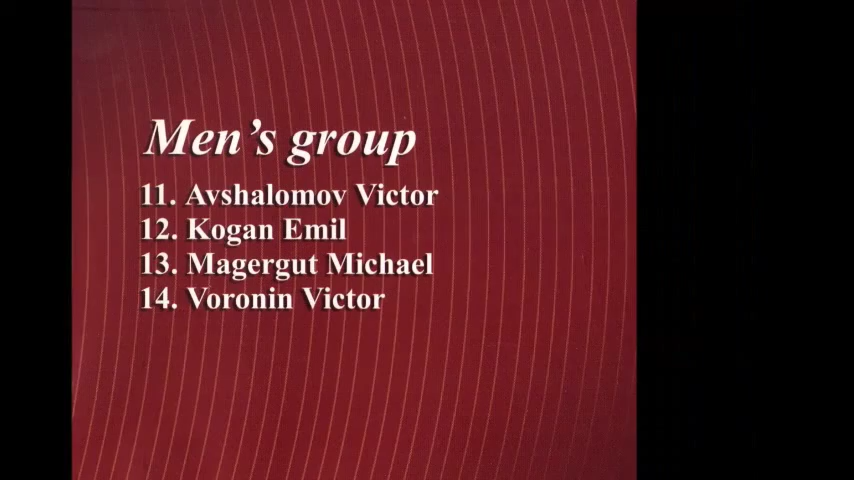 Men’s group
11. Avshalomov Victor
12. Kogan Emil
13. Magergut Michael
14. Voronin Victor